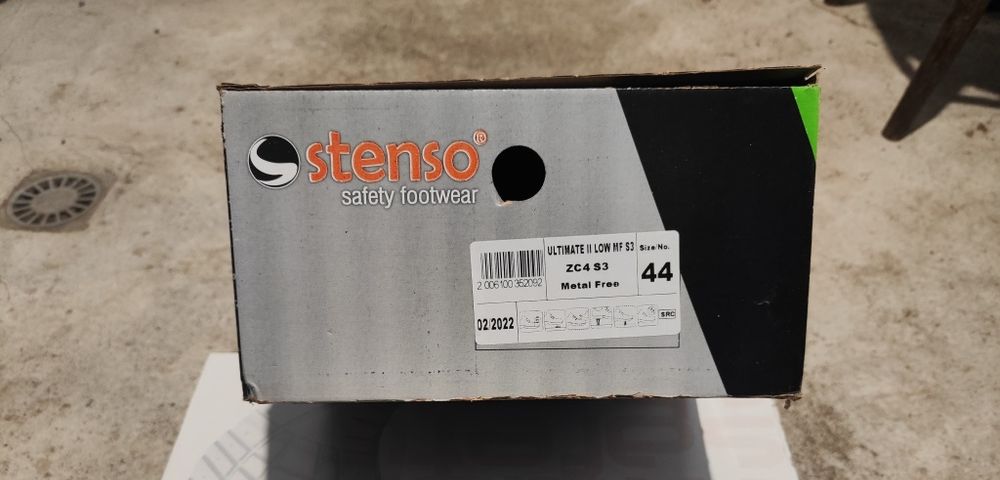 stenso®
safety footwear
ULTIMATE II LOW MF S3
Size/No.
ZC4 S3
44
Metal Free
2 006100 352092
02/2022
SRC